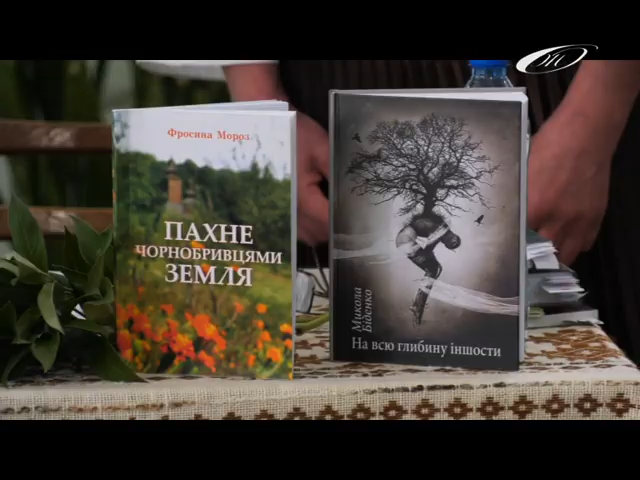 Фросина Мороз
ПАХНЕ
ЧОРНОБРИВЦЯМИ
ЗЕМЛЯ
Микола
Біденко
На всю глибину іншости